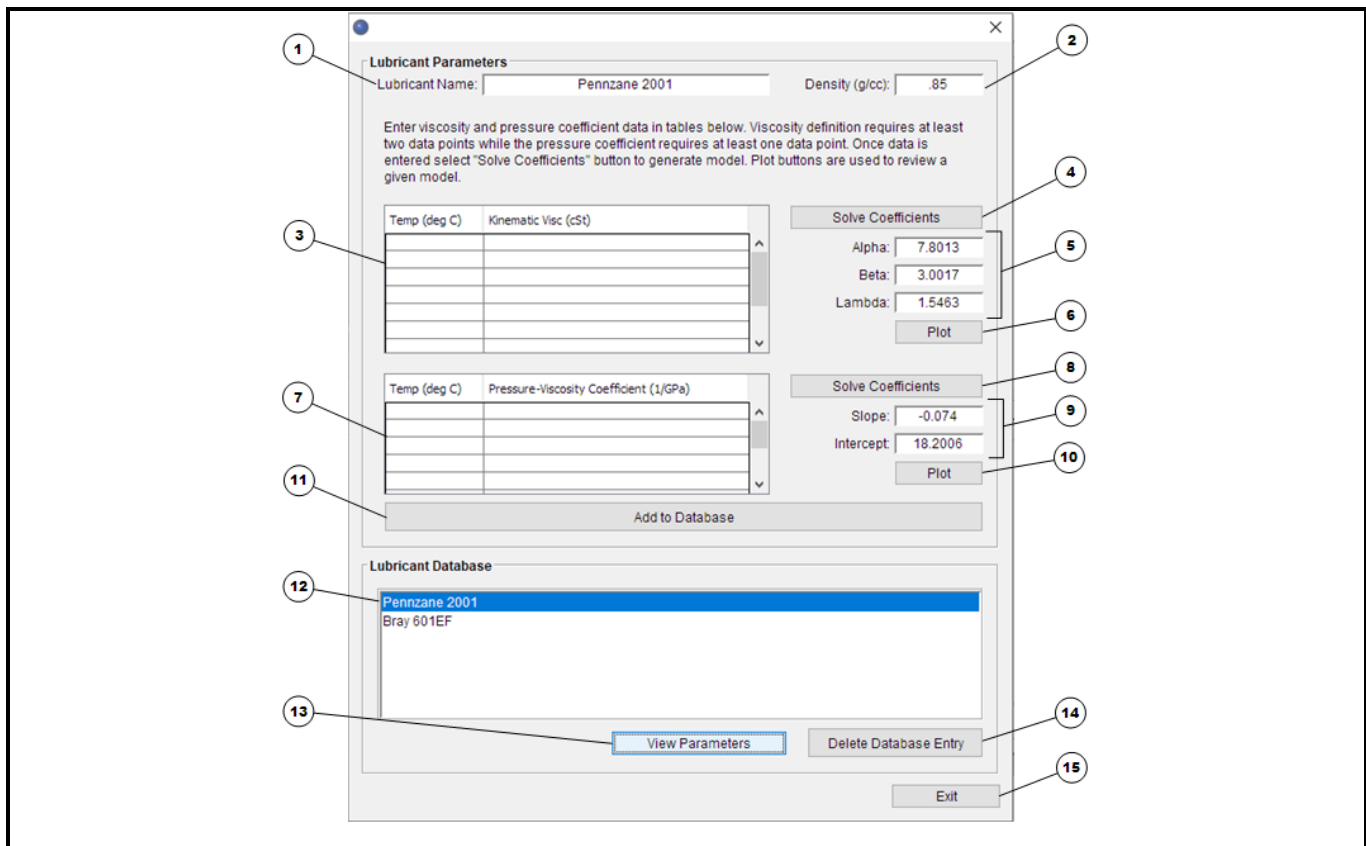 1
2
Lubricant Parameters
Lubricant Name: Pennzane 2001 Density (g/cc): .85
Enter viscosity and pressure coefficient data in tables below. Viscosity definition requires at least
two data points while the pressure coefficient requires at least one data point. Once data is
entered select "Solve Coefficients" button to generate model. Plot buttons are used to review a
given model.
4
Temp (deg C) Kinematic Visc (cSt) Solve Coefficients
3
Alpha: 7.8013
5
Beta: 3.0017
Lambda: 1.5463
6
Plot
8
Temp (deg C) Pressure-Viscosity Coefficient (1/GPa) Solve Coefficients
7
Slope: -0.074
9
Intercept: 18.2006
10
Plot
11
Add to Database
Lubricant Database
12
Pennzane 2001
Bray 601EF
13
14
View Parameters Delete Database Entry
15
Exit